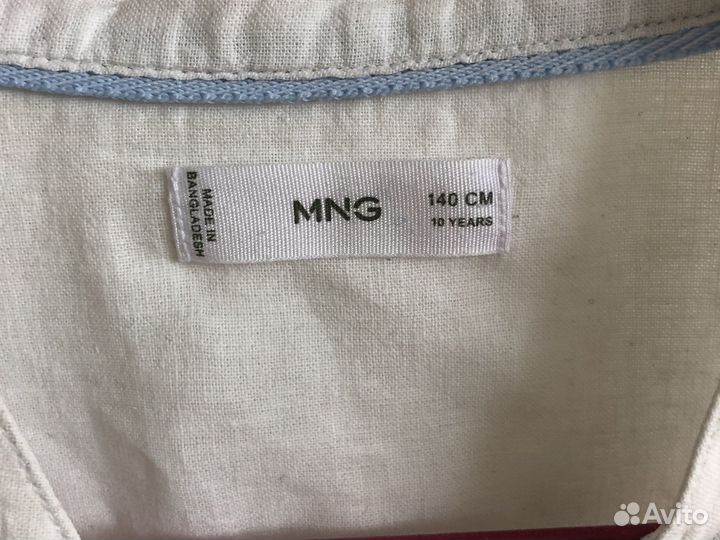 MADE IN
BANGLADESH
MNG
140 CM
10 YEARS
Avito